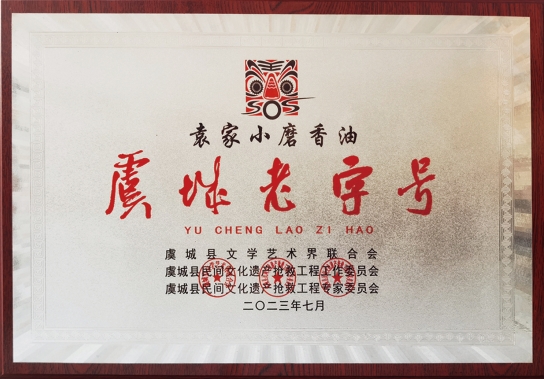 袁家小磨香油
虞城老字号
YU CHENG LAO ZI HAO
虞城县文学艺术界联合会
虞城县民间文化遗产抢救工程工作委员会
虞城县民间文化遗产抢救工程专家委员会
二〇二三年七月